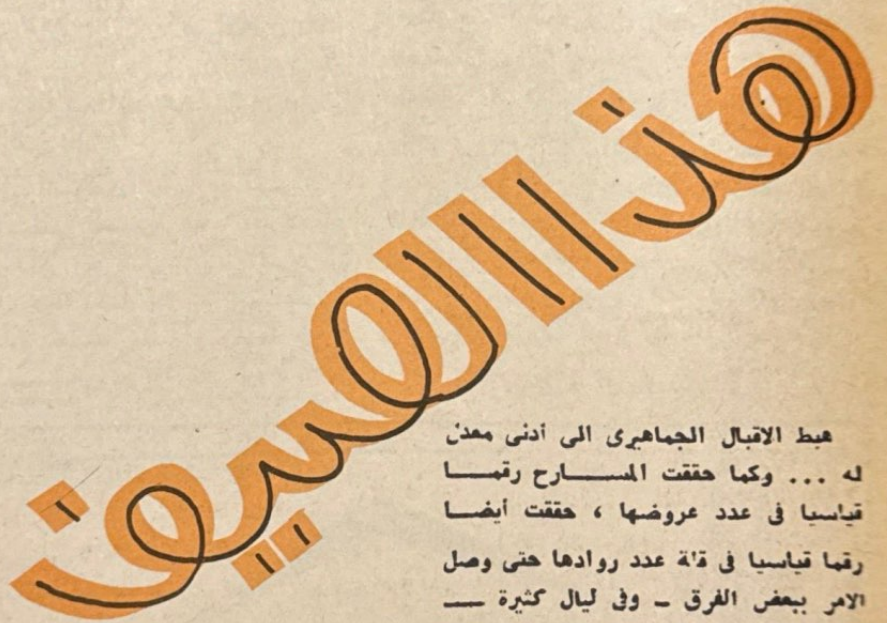 هذا الصيف
هبط الاقبال الجماهيرى الى أدنى معدل
له ... وكما حققت المسارح رقما
قياسيا فى عدد عروضها ، حققت أيضا
رقما قياسيا فى قلة عدد روادها حتى وصل
الامر ببعض الفرق ـ وفى ليال كثيرة ـ